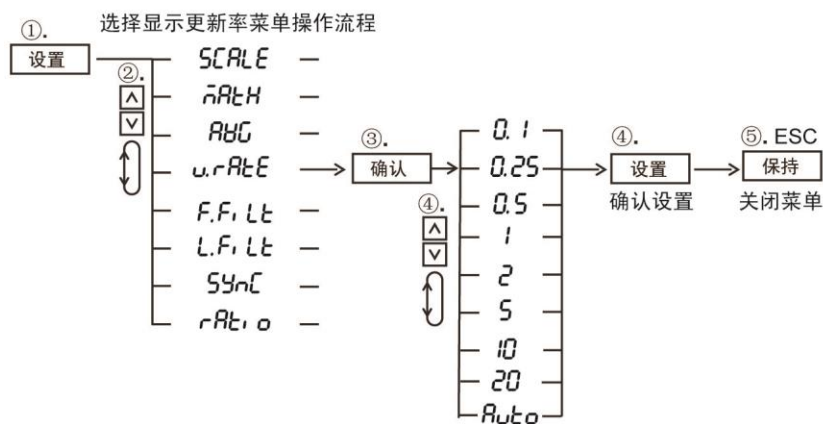 选择显示更新率菜单操作流程
①.
设置
②.
SCALE
MATH
AVG
u.rAtE
F.FiLt
L.FiLt
SYnC
rAtio
③.
确认
④.
0.1
0.25
0.5
1
2
5
10
20
Auto
④.
设置
确认设置
⑤. ESC
保持
关闭菜单